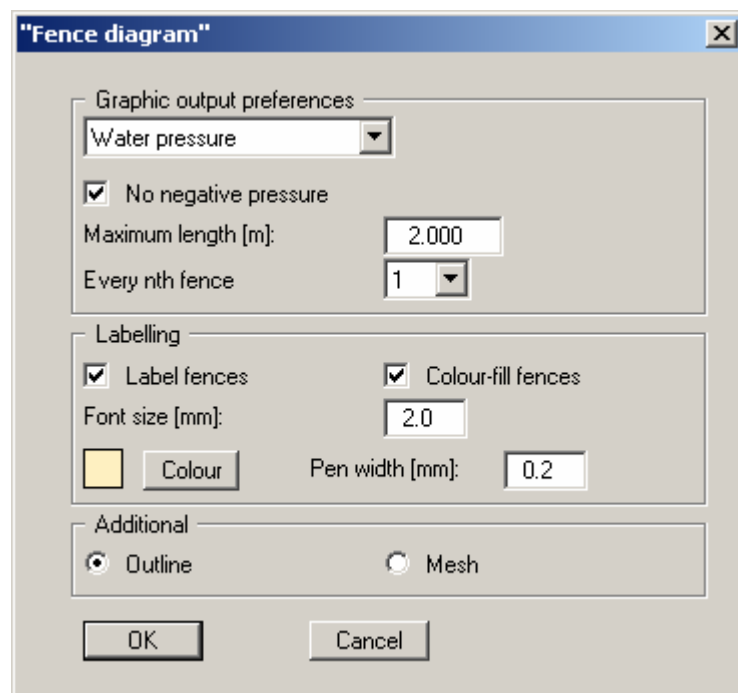 "Fence diagram"
Graphic output preferences
Water pressure
No negative pressure
Maximum length [m]: 2.000
Every nth fence 1
Labelling
Label fences Colour-fill fences
Font size [mm]: 2.0
Colour Pen width [mm]: 0.2
Additional
Outline Mesh
OK Cancel